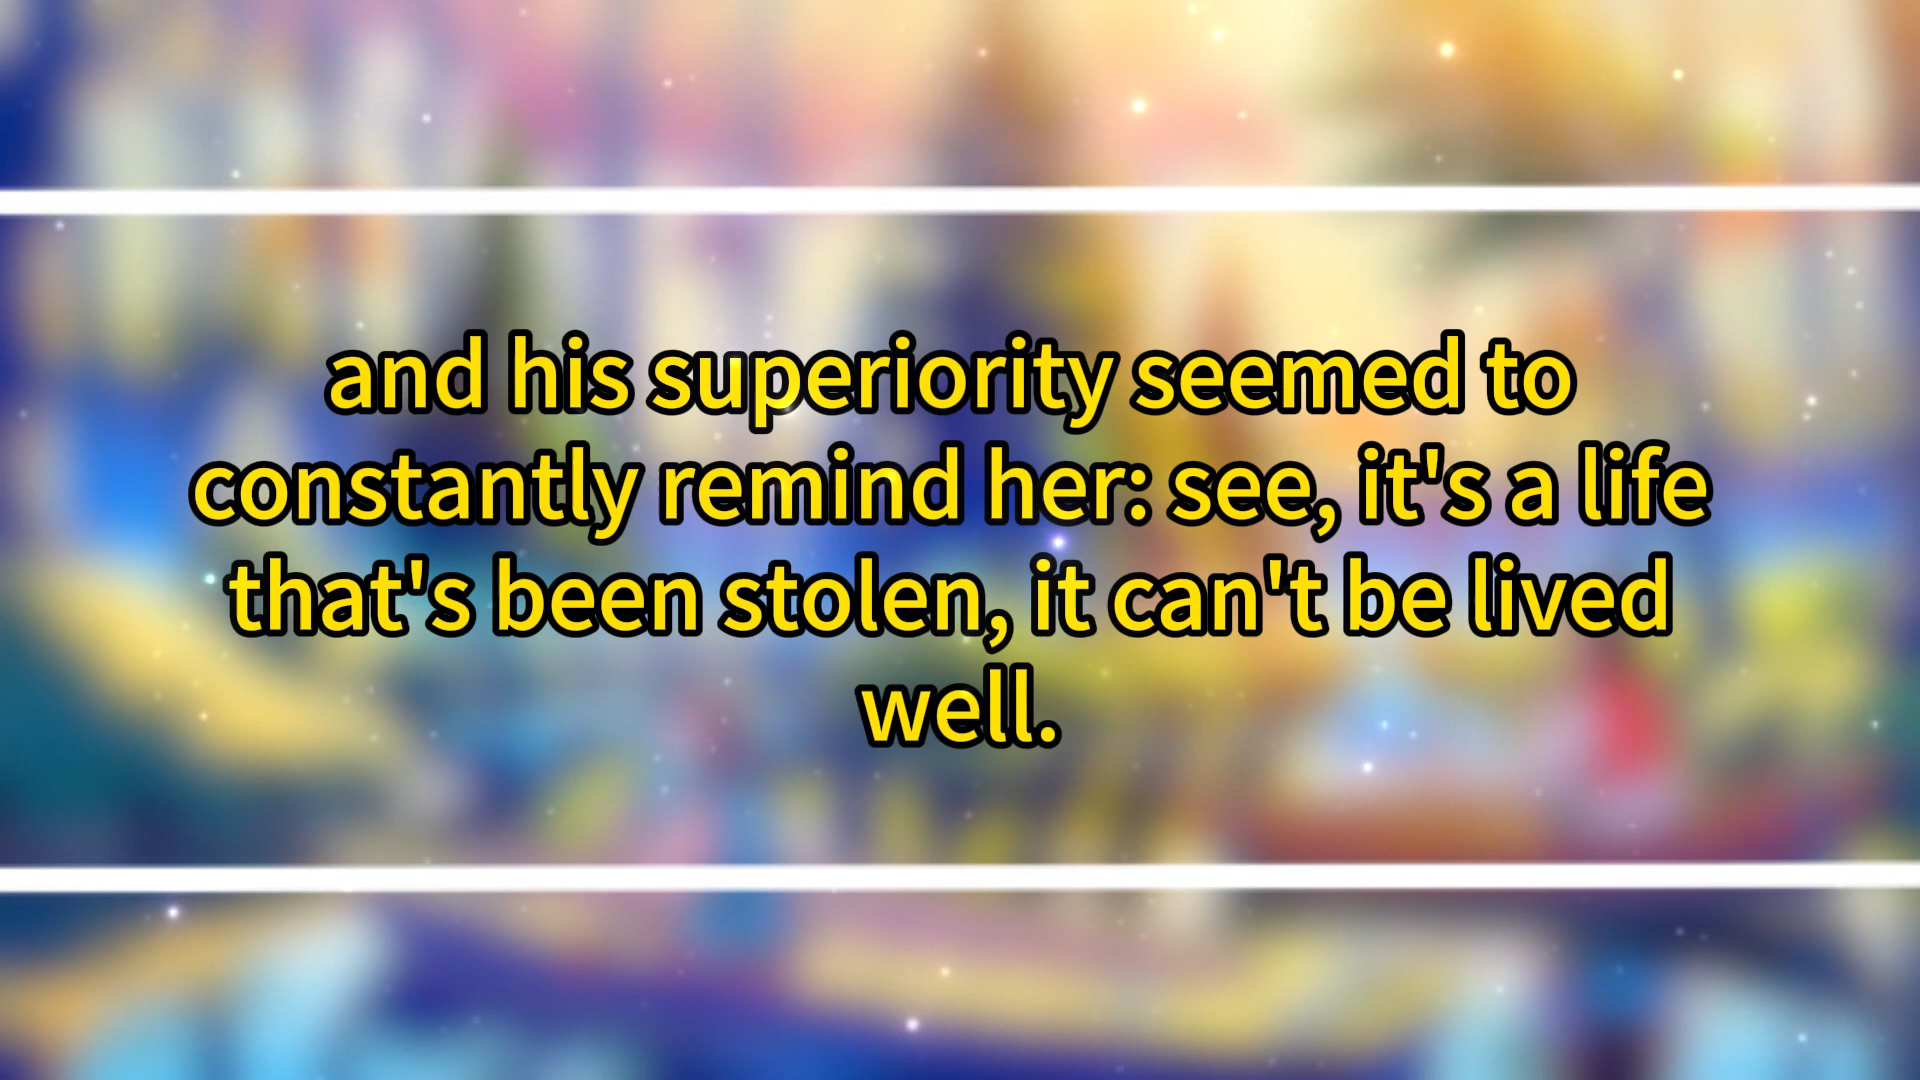 and his superiority seemed to
constantly remind her: see, it's a life
that's been stolen, it can't be lived
well.